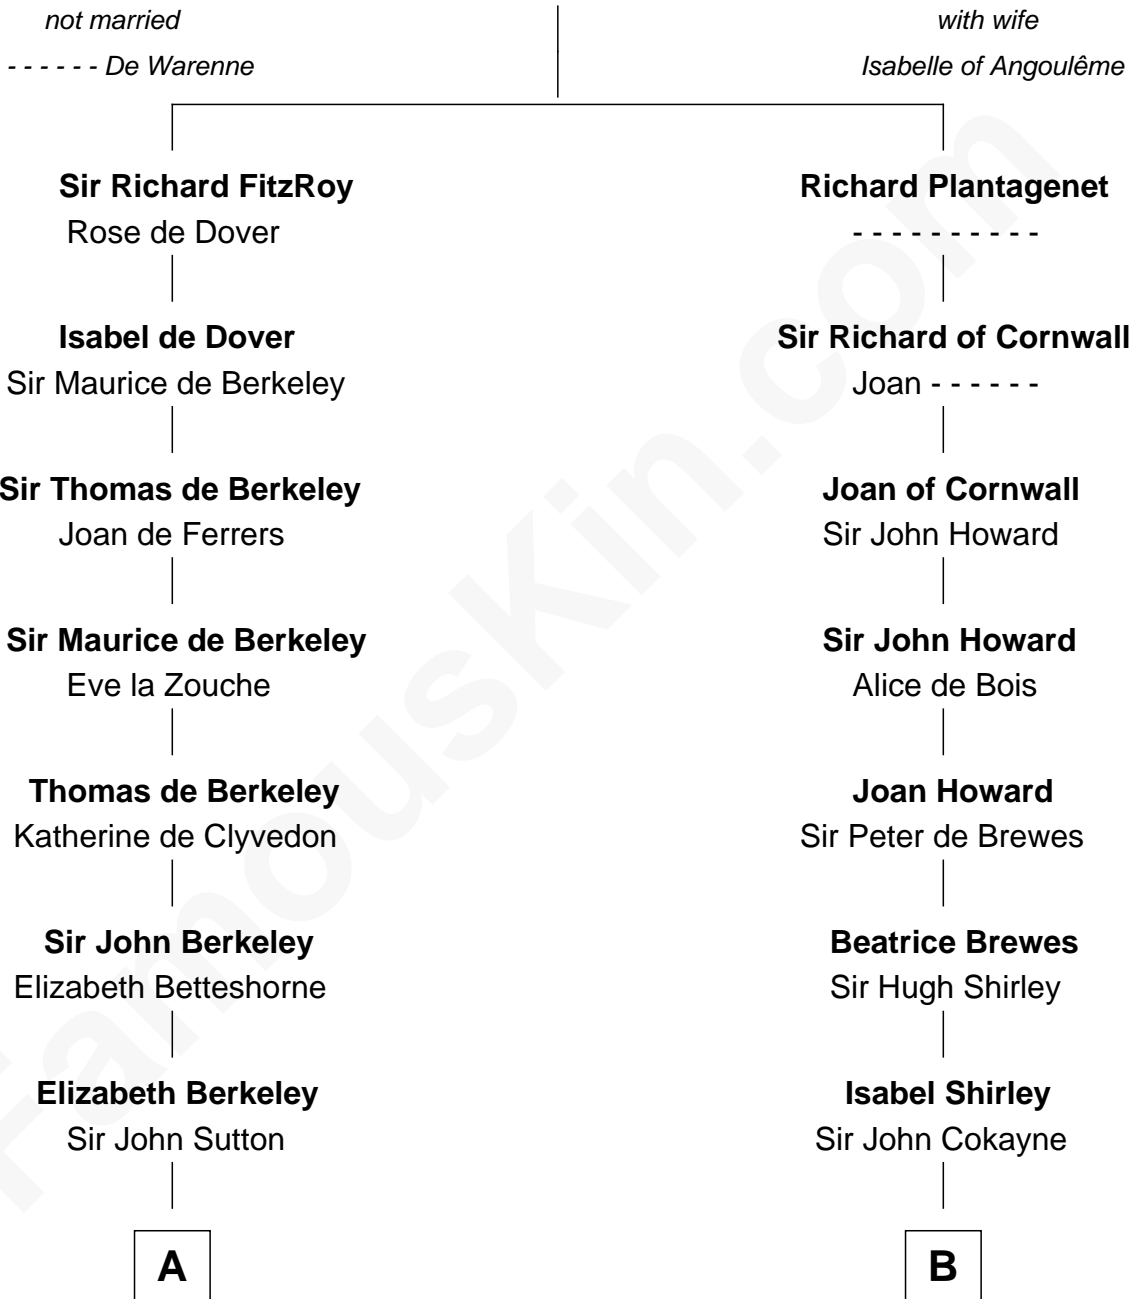 not married
with wife
- - - - - - De Warenne
Isabelle of Angoulême
Sir Richard FitzRoy
Richard Plantagenet
Rose de Dover
- - - - - - - - - -
Isabel de Dover
Sir Richard of Cornwall
Sir Maurice de Berkeley
Joan - - - - - -
Sir Thomas de Berkeley
Joan of Cornwall
Joan de Ferrers
Sir John Howard
Sir Maurice de Berkeley
Sir John Howard
Eve la Zouche
Alice de Bois
Thomas de Berkeley
Joan Howard
Katherine de Clyvedon
Sir Peter de Brewes
Sir John Berkeley
Beatrice Brewes
Elizabeth Betteshorne
Sir Hugh Shirley
Elizabeth Berkeley
Isabel Shirley
Sir John Sutton
Sir John Cokayne
A
B
FamousKin.com